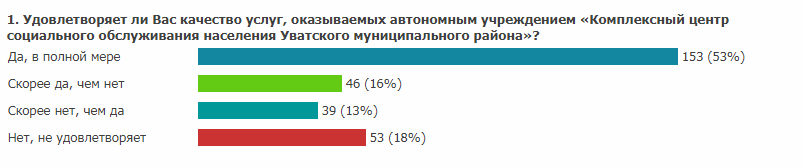 1. Удовлетворяет ли Вас качество услуг, оказываемых автономным учреждением «Комплексный центр
социального обслуживания населения Уватского муниципального района»?
Да, в полной мере 153 (53%)
Скорее да, чем нет 46 (16%)
Скорее нет, чем да 39 (13%)
Нет, не удовлетворяет 53 (18%)